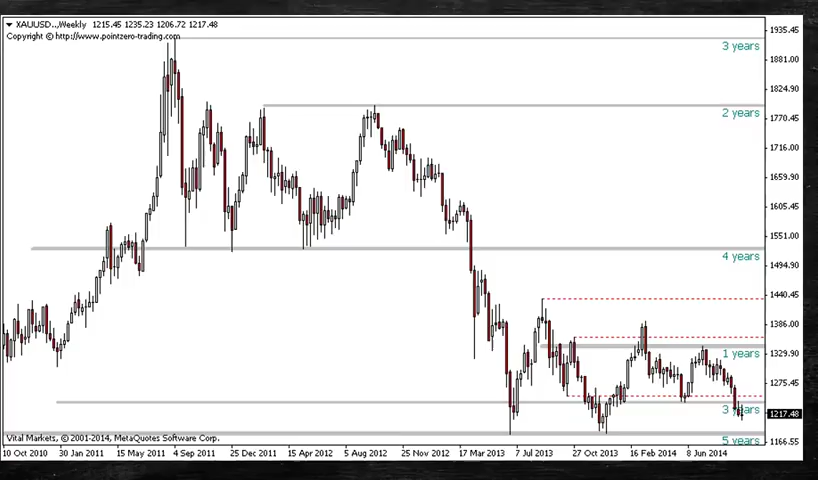 XAUUSD..,Weekly 1215.45 1235.23 1206.72 1217.48
Copyright © http://www.pointzero-trading.com
1935.45
3 years
1881.00
1824.90
2 years
1770.45
1716.00
1659.90
1605.45
1551.00
4 years
1494.90
1440.45
1386.00
1 years
1329.90
1275.45
3 years
1217.48
Vital Markets, © 2001-2014, MetaQuotes Software Corp.
5 years
1166.55
10 Oct 2010 30 Jan 2011 15 May 2011 4 Sep 2011 25 Dec 2011 15 Apr 2012 5 Aug 2012 25 Nov 2012 17 Mar 2013 7 Jul 2013 27 Oct 2013 16 Feb 2014 8 Jun 2014